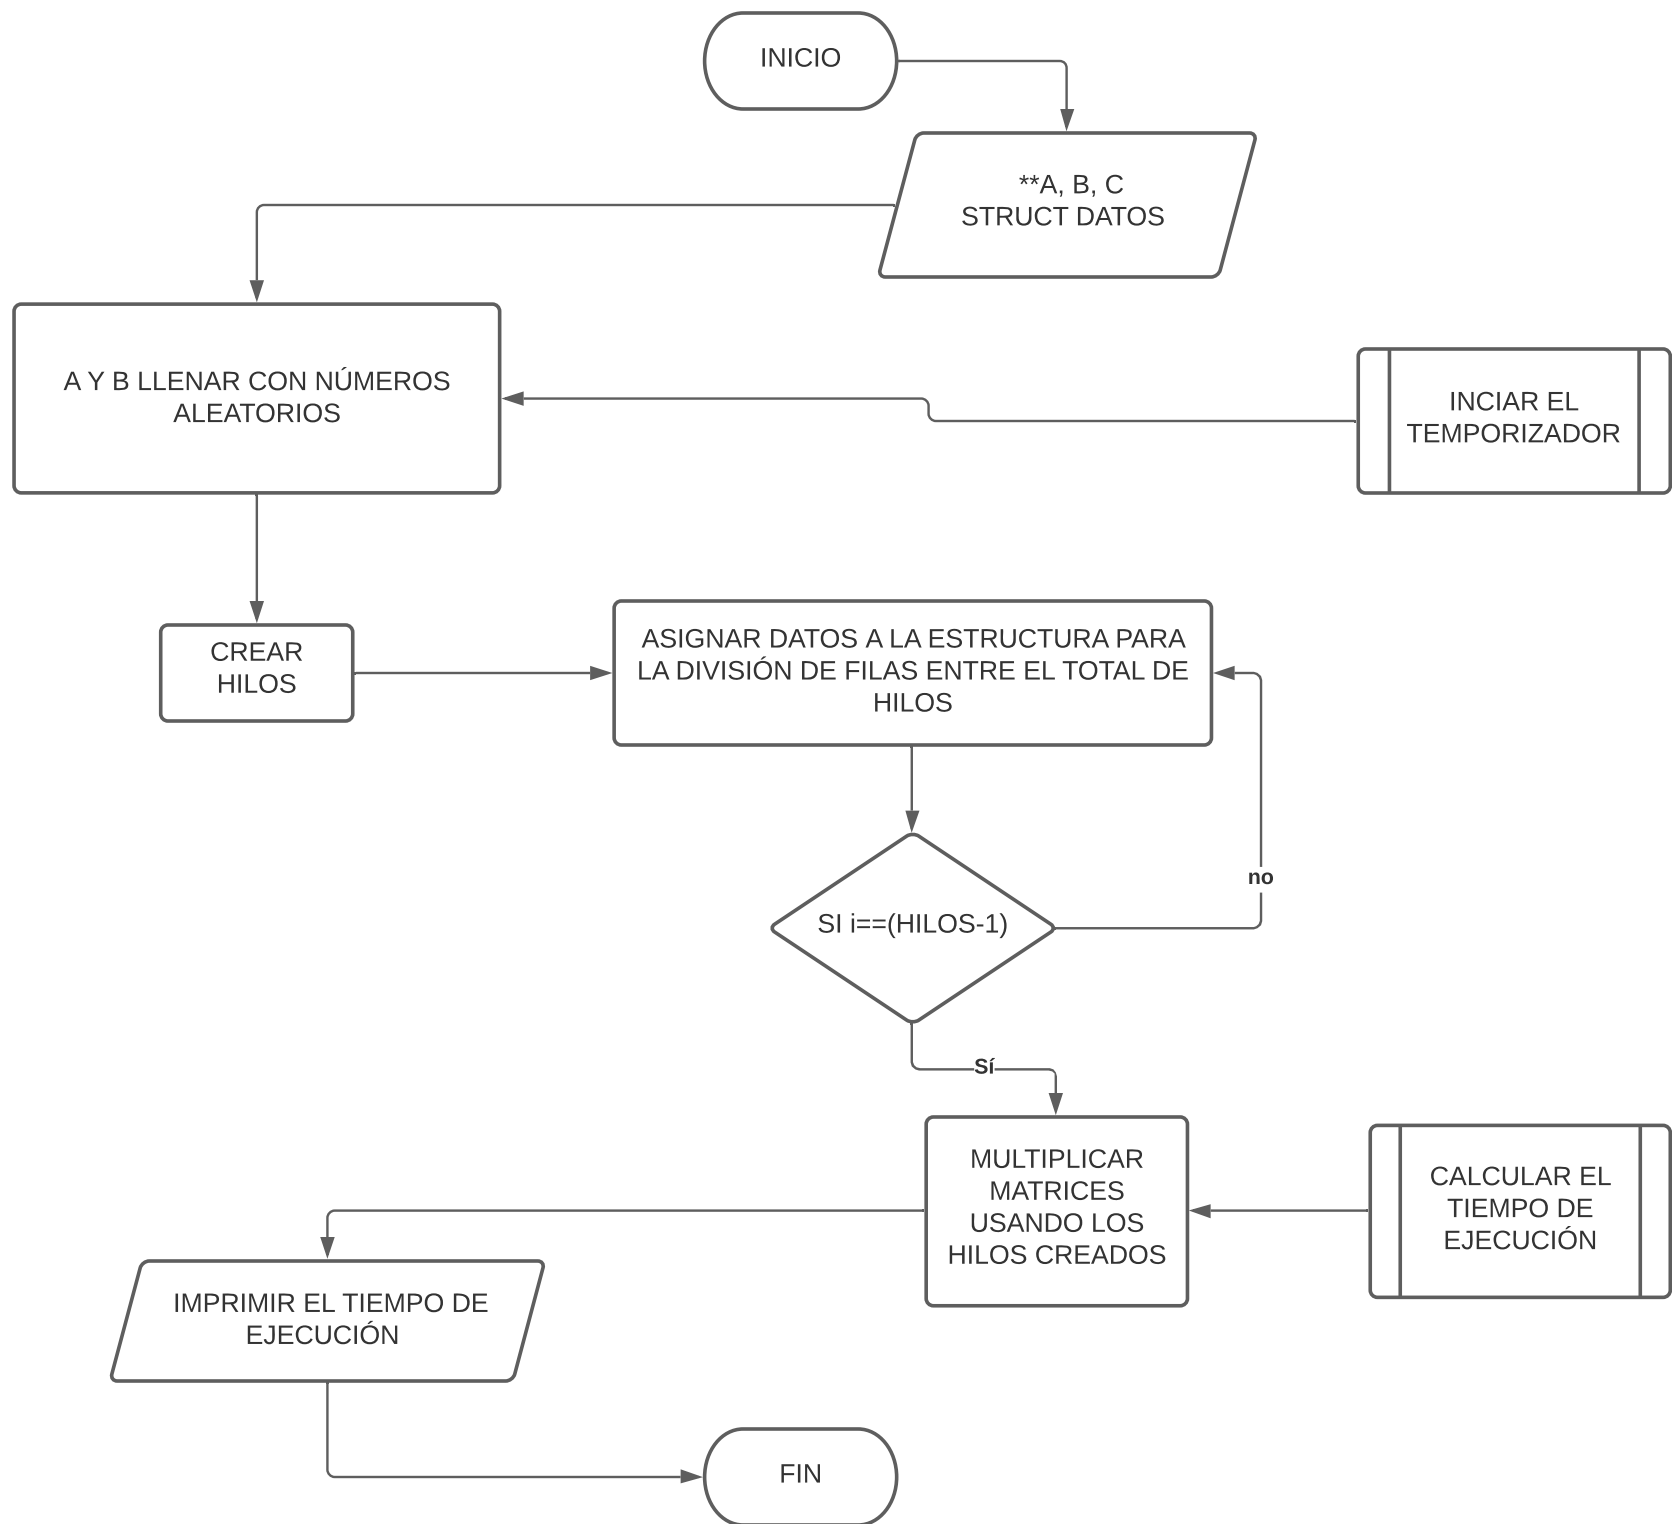 INICIO
**A, B, C
STRUCT DATOS
A Y B LLENAR CON NÚMEROS
ALEATORIOS
INCIAR EL
TEMPORIZADOR
CREAR
HILOS
ASIGNAR DATOS A LA ESTRUCTURA PARA
LA DIVISIÓN DE FILAS ENTRE EL TOTAL DE
HILOS
no
SI i==(HILOS-1)
Sí
MULTIPLICAR
MATRICES
USANDO LOS
HILOS CREADOS
CALCULAR EL
TIEMPO DE
EJECUCIÓN
IMPRIMIR EL TIEMPO DE
EJECUCIÓN
FIN